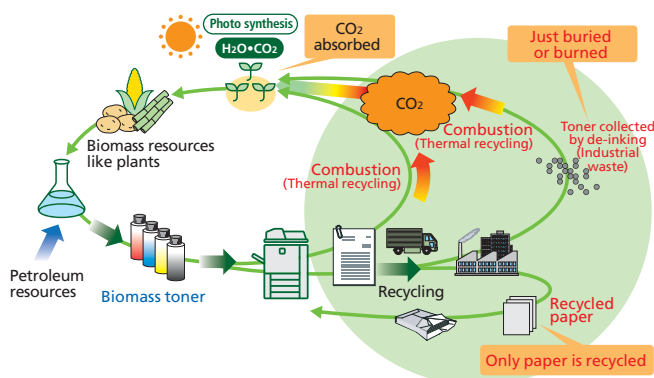 Photo synthesis
H₂O•CO₂
CO₂
absorbed
Just buried
or burned
CO₂
Combustion
(Thermal recycling)
Toner collected
by de-inking
(Industrial
waste)
Biomass resources
like plants
Combustion
(Thermal recycling)
Petroleum
resources
Biomass toner
Recycling
Recycled
paper
Only paper is recycled